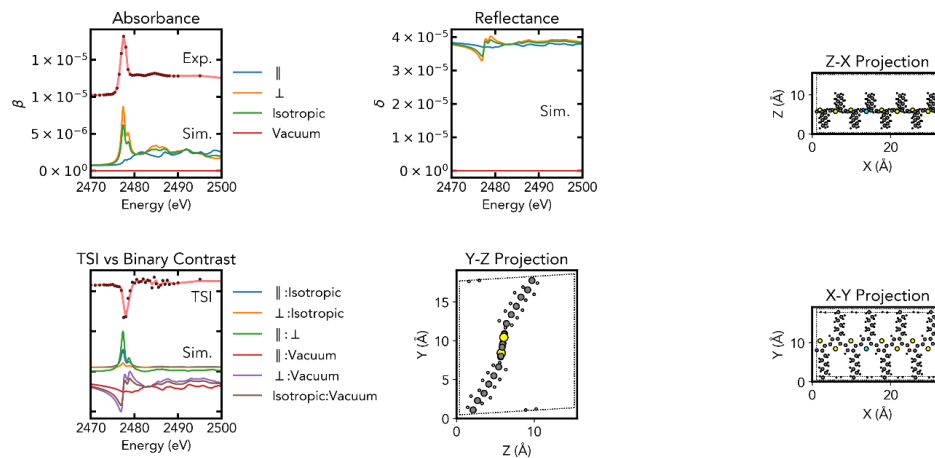 Absorbance
1 × 10⁻⁵
1 × 10⁻⁵
5 × 10⁻⁶
0 × 10⁰
β
Exp.
Sim.
2470 2480 2490 2500
Energy (eV)
∥
⊥
Isotropic
Vacuum
Reflectance
4 × 10⁻⁵
3 × 10⁻⁵
2 × 10⁻⁵
1 × 10⁻⁵
0 × 10⁰
δ
Sim.
2470 2480 2490 2500
Energy (eV)
Z-X Projection
Z (Å)
10
0
0 20
X (Å)
TSI vs Binary Contrast
TSI
Sim.
2470 2480 2490 2500
Energy (eV)
∥:Isotropic
⊥:Isotropic
∥:⊥
∥:Vacuum
⊥:Vacuum
Isotropic:Vacuum
Y-Z Projection
Y (Å)
15
10
5
0
0 10
Z (Å)
X-Y Projection
Y (Å)
10
0
0 20
X (Å)